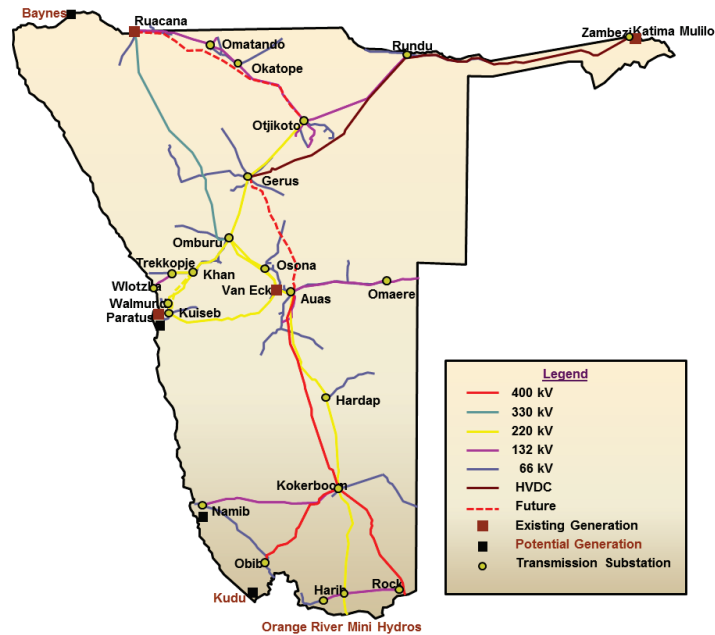 Baynes
Ruacana
Omatando
Okatope
Rundu
Zambezi
Katima Mulilo
Otjikoto
Gerus
Omburu
Trekkopje
Khan
Osona
Wlotzka
Van Eck
Auas
Omaere
Walmund
Paratus
Kuiseb
Hardap
Kokerboom
Namib
Obib
Kudu
Harib
Rock
Orange River Mini Hydros
Legend
400 kV
330 kV
220 kV
132 kV
66 kV
HVDC
Future
Existing Generation
Potential Generation
Transmission Substation